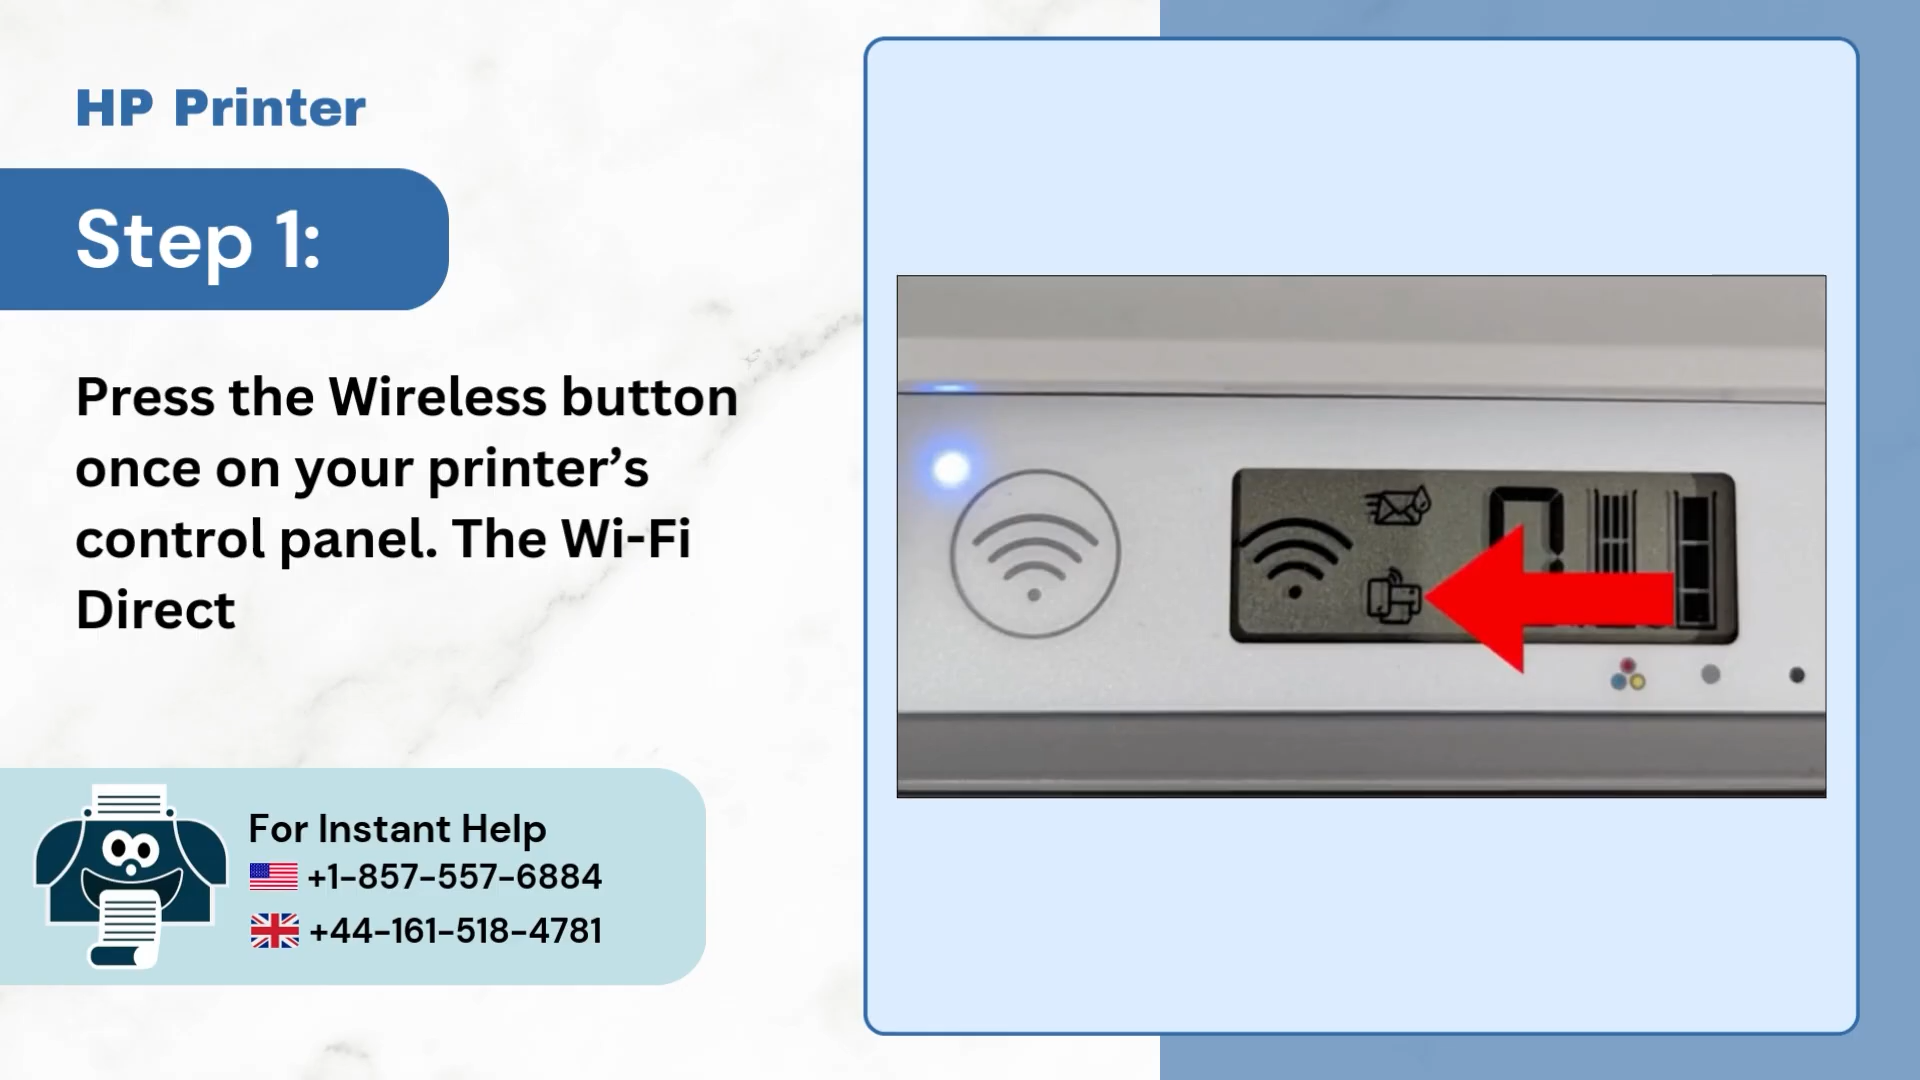 HP Printer
Step 1:
Press the Wireless button
once on your printer’s
control panel. The Wi-Fi
Direct
For Instant Help
+1-857-557-6884
+44-161-518-4781